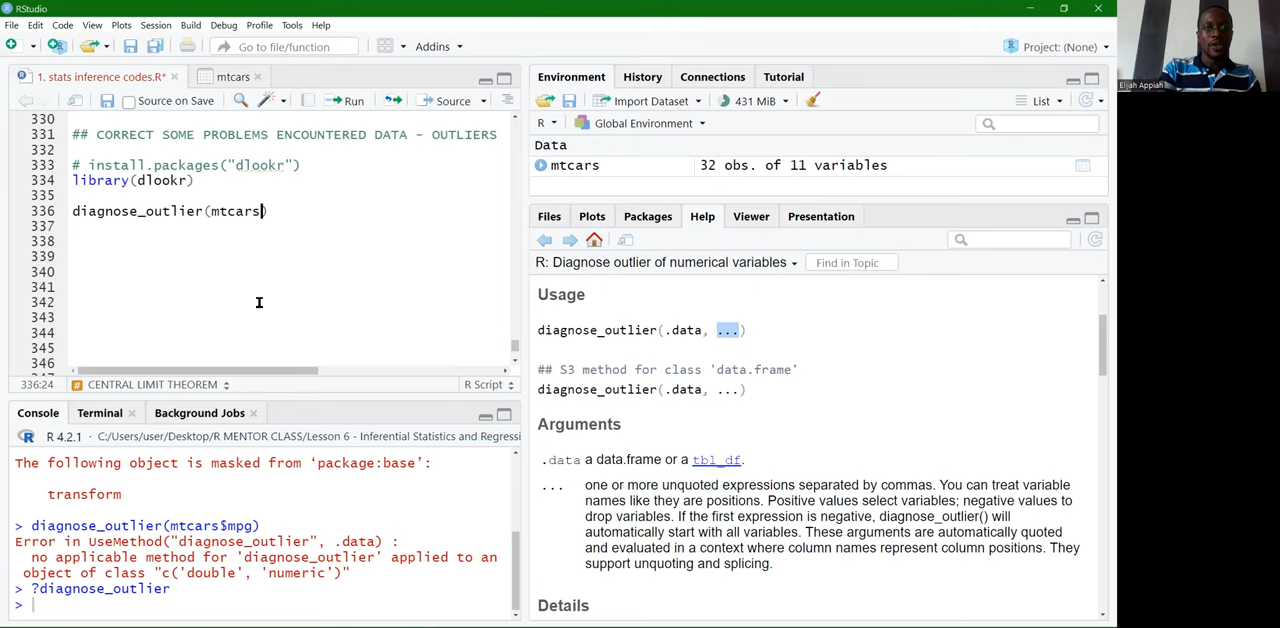 RStudio
File Edit Code View Plots Session Build Debug Profile Tools Help
Go to file/function Addins Project: (None)
1. stats inference codes.R* mtcars
Source on Save Run Source
330
331 ## CORRECT SOME PROBLEMS ENCOUNTERED DATA - OUTLIERS
332
333 # install.packages("dlookr")
334 library(dlookr)
335
336 diagnose_outlier(mtcars)
337
338
339
340
341
342
343
344
345
346
336:24 CENTRAL LIMIT THEOREM R Script
Console Terminal Background Jobs
R 4.2.1 · C:/Users/user/Desktop/R MENTOR CLASS/Lesson 6 - Inferential Statistics and Regressi
The following object is masked from ‘package:base’:
transform
> diagnose_outlier(mtcars$mpg)
Error in UseMethod("diagnose_outlier", .data) :
no applicable method for 'diagnose_outlier' applied to an
object of class "c('double', 'numeric')"
> ?diagnose_outlier
>
Environment History Connections Tutorial
Import Dataset 431 MiB List
R Global Environment
Data
mtcars 32 obs. of 11 variables
Files Plots Packages Help Viewer Presentation
R: Diagnose outlier of numerical variables Find in Topic
Usage
diagnose_outlier(.data, ...)
## S3 method for class 'data.frame'
diagnose_outlier(.data, ...)
Arguments
.data a data.frame or a tbl_df.
... one or more unquoted expressions separated by commas. You can treat variable
names like they are positions. Positive values select variables; negative values to
drop variables. If the first expression is negative, diagnose_outlier() will
automatically start with all variables. These arguments are automatically quoted
and evaluated in a context where column names represent column positions. They
support unquoting and splicing.
Details
Elijah Appiah